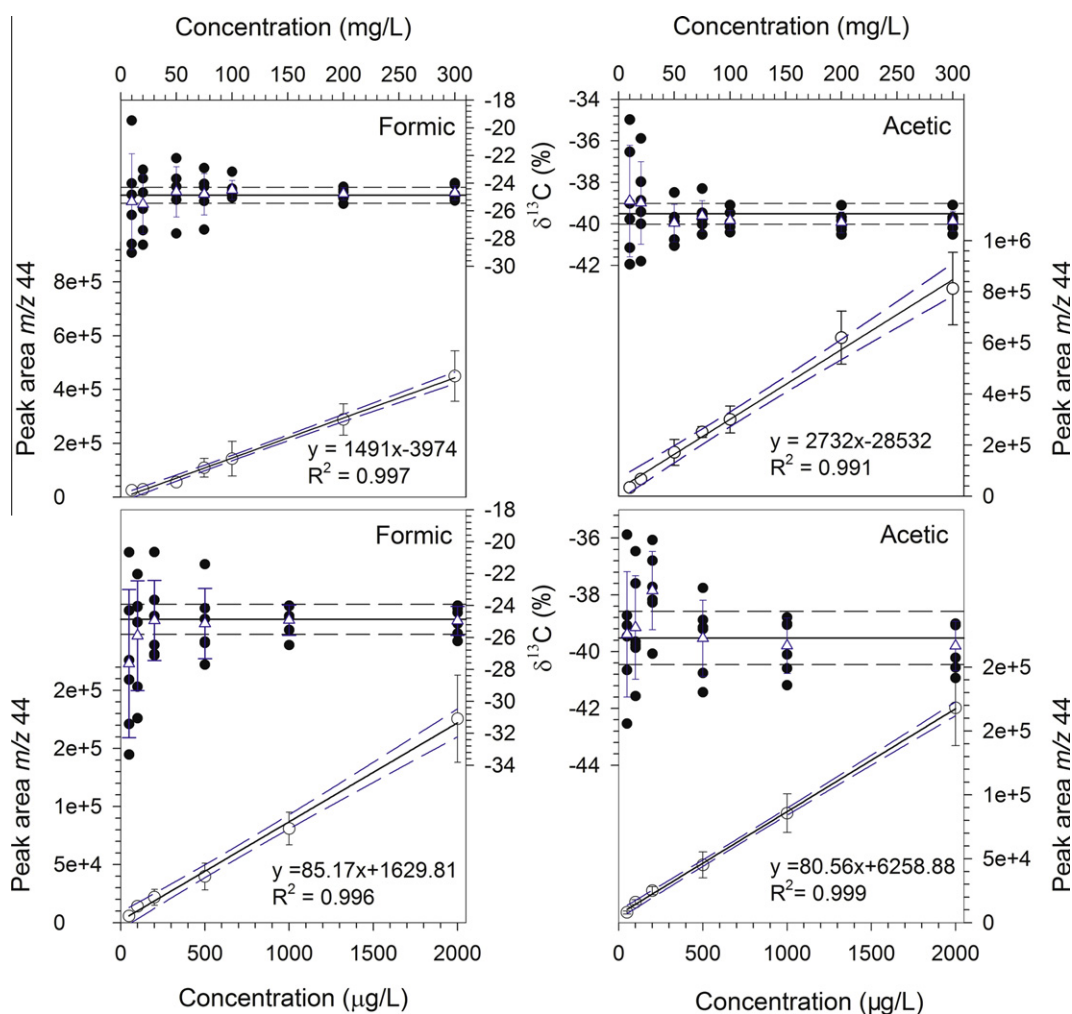 Concentration (mg/L)
Concentration (mg/L)
0 50 100 150 200 250 300
0 50 100 150 200 250 300
Formic
-18
-20
-22
-24
-26
-28
-30
δ13C (%)
-34
-36
-38
-40
-42
Acetic
Peak area m/z 44
8e+5
6e+5
4e+5
2e+5
0
y = 1491x-3974
R2 = 0.997
y = 2732x-28532
R2 = 0.991
1e+6
8e+5
6e+5
4e+5
2e+5
0
Peak area m/z 44
Formic
-18
-20
-22
-24
-26
-28
-30
-32
-34
δ13C (%)
-36
-38
-40
-42
-44
Acetic
Peak area m/z 44
2e+5
2e+5
1e+5
5e+4
0
y =85.17x+1629.81
R2 = 0.996
y =80.56x+6258.88
R2 = 0.999
2e+5
2e+5
1e+5
5e+4
0
Peak area m/z 44
0 500 1000 1500 2000
0 500 1000 1500 2000
Concentration (μg/L)
Concentration (µg/L)